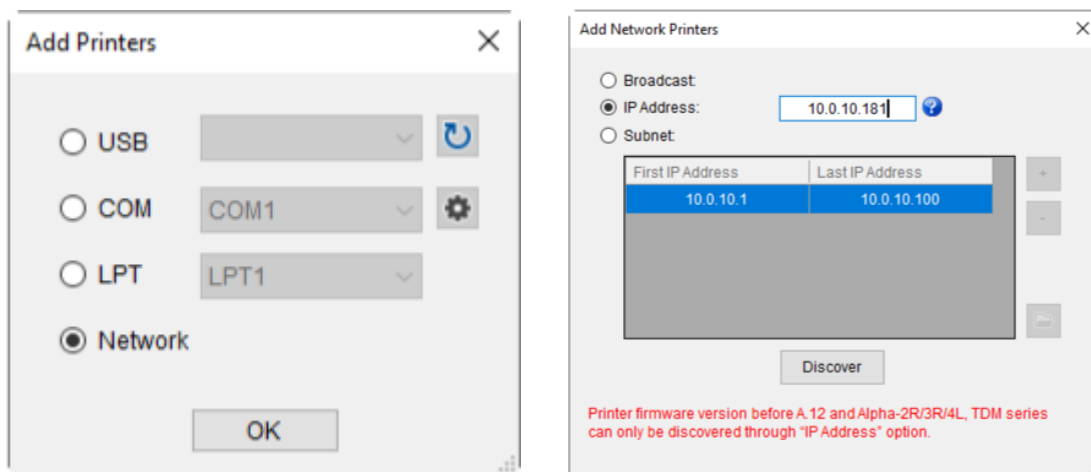 Add Printers
USB
COM COM1
LPT LPT1
Network
OK
Add Network Printers
Broadcast:
IP Address: 10.0.10.181
Subnet:
First IP Address Last IP Address
10.0.10.1 10.0.10.100
+
-
Discover
Printer firmware version before A.12 and Alpha-2R/3R/4L, TDM series
can only be discovered through "IP Address" option.